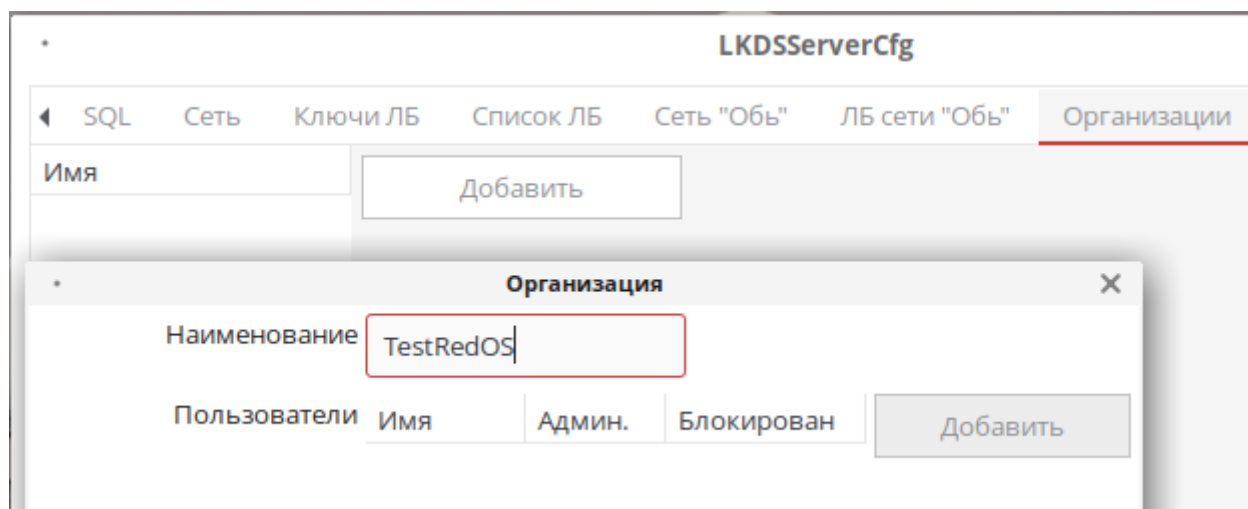 LKDSServerCfg
SQL Сеть Ключи ЛБ Список ЛБ Сеть "Обь" ЛБ сети "Обь" Организации
Имя
Добавить
Организация
Наименование TestRedOS
Пользователи Имя Админ. Блокирован Добавить